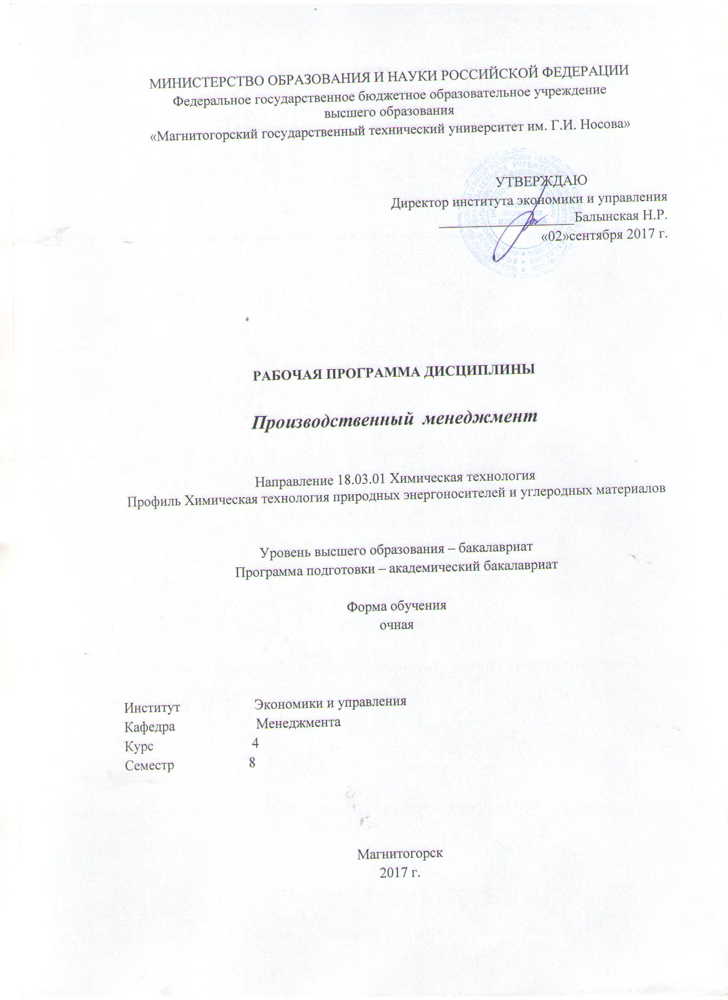 МИНИСТЕРСТВО ОБРАЗОВАНИЯ И НАУКИ РОССИЙСКОЙ ФЕДЕРАЦИИ
Федеральное государственное бюджетное образовательное учреждение
высшего образования
«Магнитогорский государственный технический университет им. Г.И. Носова»
УТВЕРЖДАЮ
Директор института экономики и управления
Балынская Н.Р.
«02»сентября 2017 г.
ЭКОНОМИКИ
И УПРАВЛЕНИЯ
РАБОЧАЯ ПРОГРАММА ДИСЦИПЛИНЫ
Производственный менеджмент
Направление 18.03.01 Химическая технология
Профиль Химическая технология природных энергоносителей и углеродных материалов
Уровень высшего образования – бакалавриат
Программа подготовки – академический бакалавриат
Форма обучения
очная
Институт Экономики и управления
Кафедра Менеджмента
Курс 4
Семестр 8
Магнитогорск
2017 г.